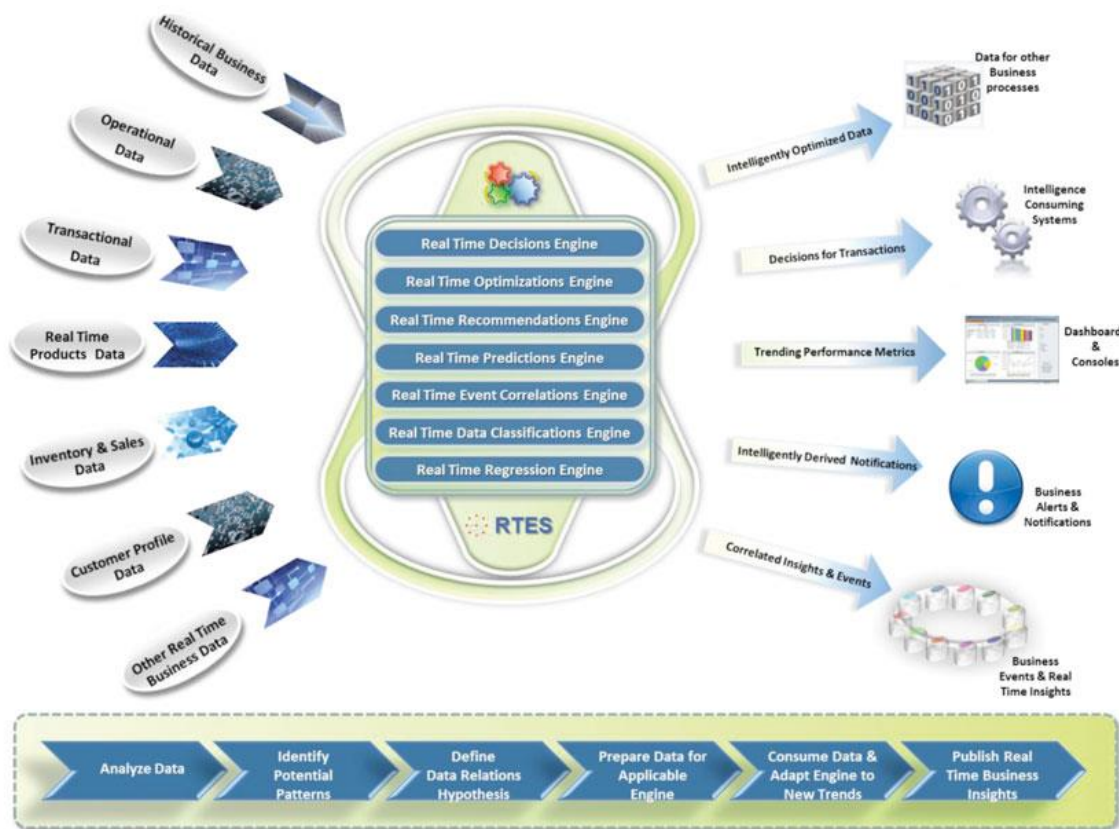 Historical Business
Data
Operational
Data
Transactional
Data
Real Time
Products Data
Inventory & Sales
Data
Customer Profile
Data
Other Real Time
Business Data
Real Time Decisions Engine
Real Time Optimizations Engine
Real Time Recommendations Engine
Real Time Predictions Engine
Real Time Event Correlations Engine
Real Time Data Classifications Engine
Real Time Regression Engine
RTES
Intelligently Optimized Data
Data for other
Business
processes
Decisions for Transactions
Intelligence
Consuming
Systems
Trending Performance Metrics
Dashboard
&
Consoles
Intelligently Derived Notifications
Business
Alerts &
Notifications
Correlated Insights & Events
Business
Events & Real
Time Insights
Analyze Data
Identify
Potential
Patterns
Define
Data Relations
Hypothesis
Prepare Data for
Applicable
Engine
Consume Data &
Adapt Engine to
New Trends
Publish Real
Time Business
Insights